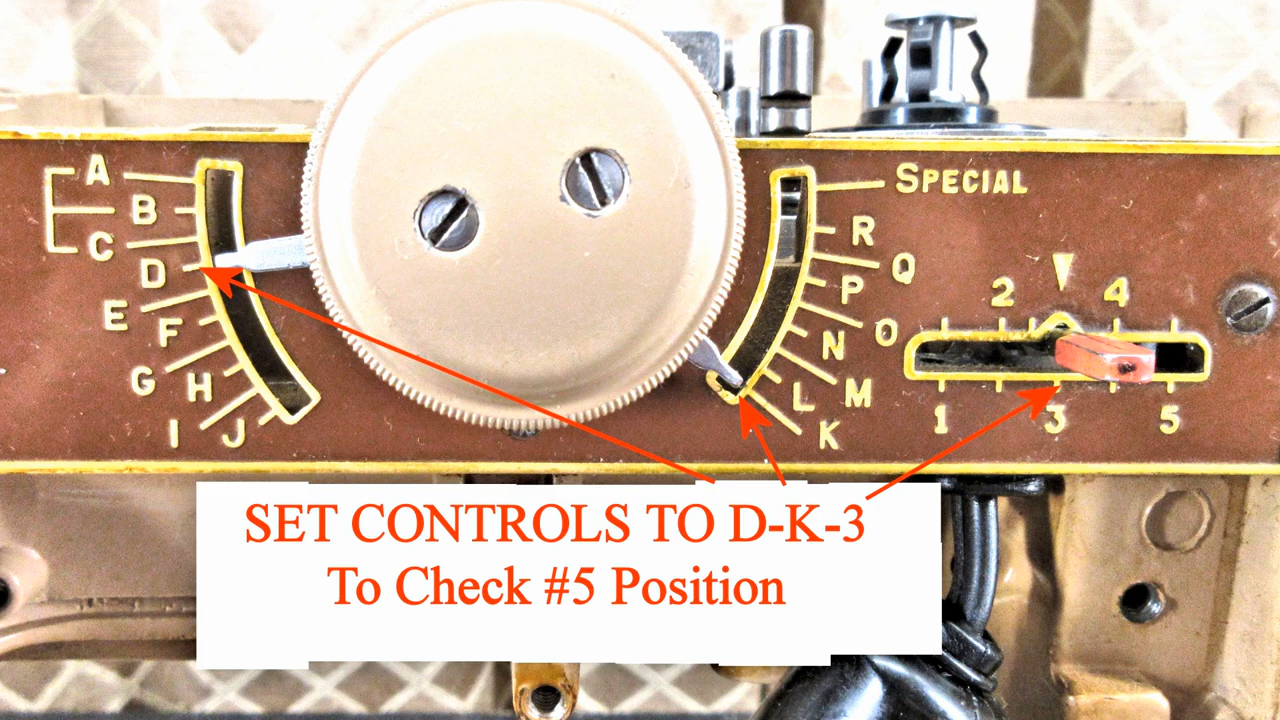 A
B
C
D
E
F
G
H
I
J
SPECIAL
R
Q
P
O
N
M
L
K
2 4
1 3 5
SET CONTROLS TO D-K-3
To Check #5 Position